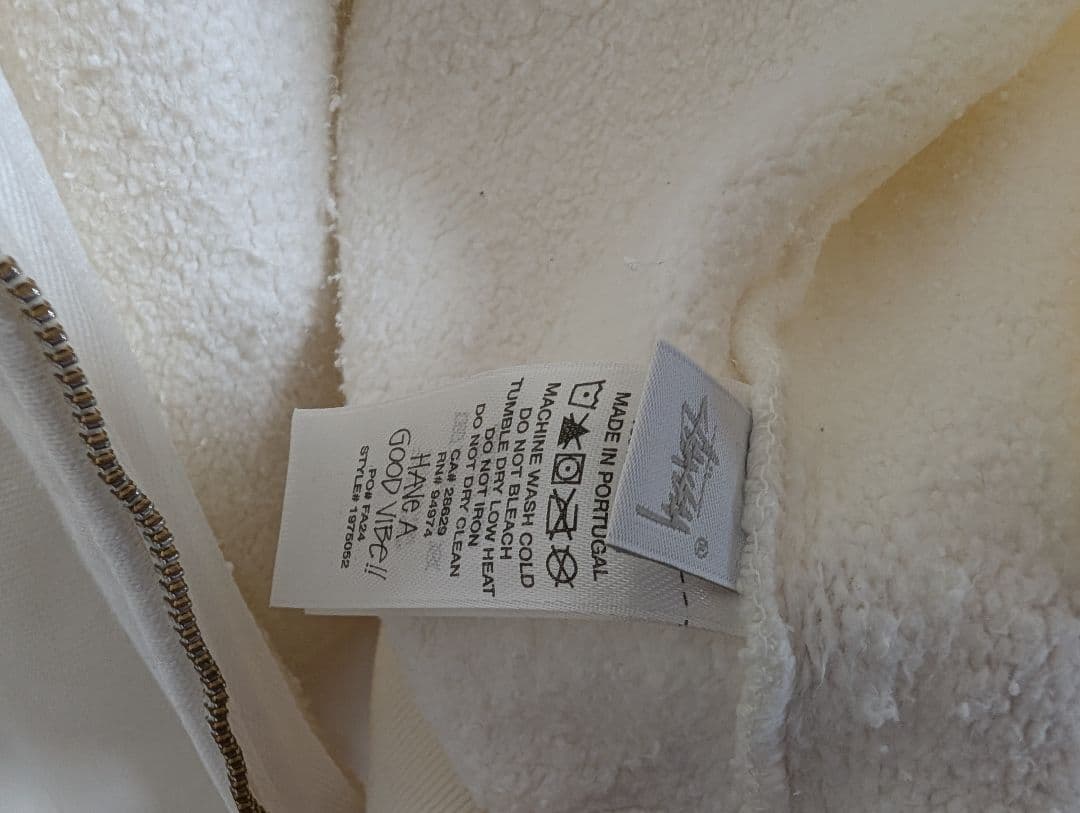 Stüssy ®
MADE IN PORTUGAL
MACHINE WASH COLD
DO NOT BLEACH
TUMBLE DRY LOW HEAT
DO NOT IRON
DO NOT DRY CLEAN
CA# 28629
RN# 94974
HAVE A
GOOD VIBE!!
PO# FA24
STYLE# 1975052